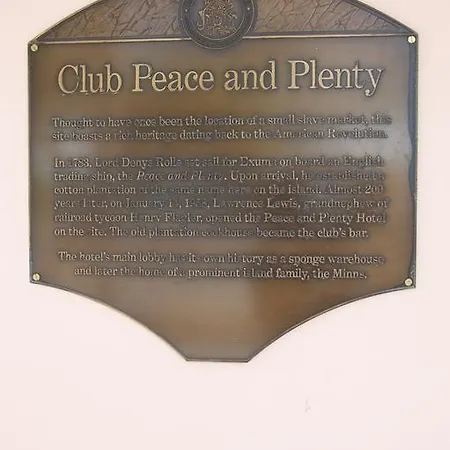 Club Peace and Plenty
Thought to have once been the location of a small slave market, this
site boasts a rich heritage dating back to the American Revolution.
In 1783, Lord Denys Rolle set sail for Exuma on board an English
trading ship, the Peace and Plenty. Upon arrival, he established a
cotton plantation of the same name here on the island. Almost 200
years later, on January 11, 1958, Lawrence Lewis, grandnephew of
railroad tycoon Henry Flagler, opened the Peace and Plenty Hotel
on the site. The old plantation cookhouse became the club's bar.
The hotel's main lobby has its own history as a sponge warehouse
and later the home of a prominent island family, the Minns.